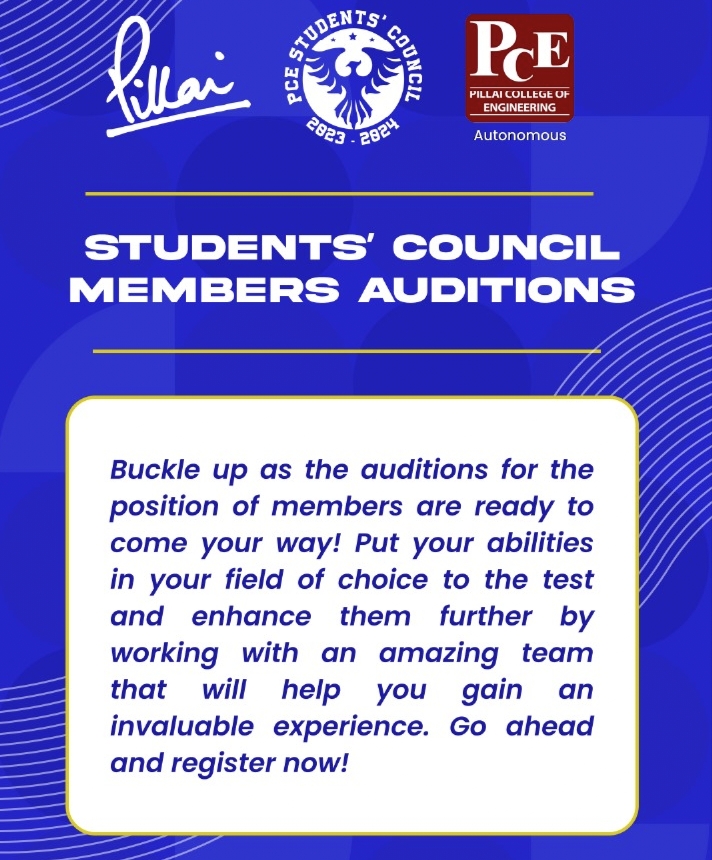 Pillai
PCE STUDENTS' COUNCIL
2023 - 2024
PCE
PILLAI COLLEGE OF
ENGINEERING
Autonomous
STUDENTS' COUNCIL
MEMBERS AUDITIONS
Buckle up as the auditions for the
position of members are ready to
come your way! Put your abilities
in your field of choice to the test
and enhance them further by
working with an amazing team
that will help you gain an
invaluable experience. Go ahead
and register now!